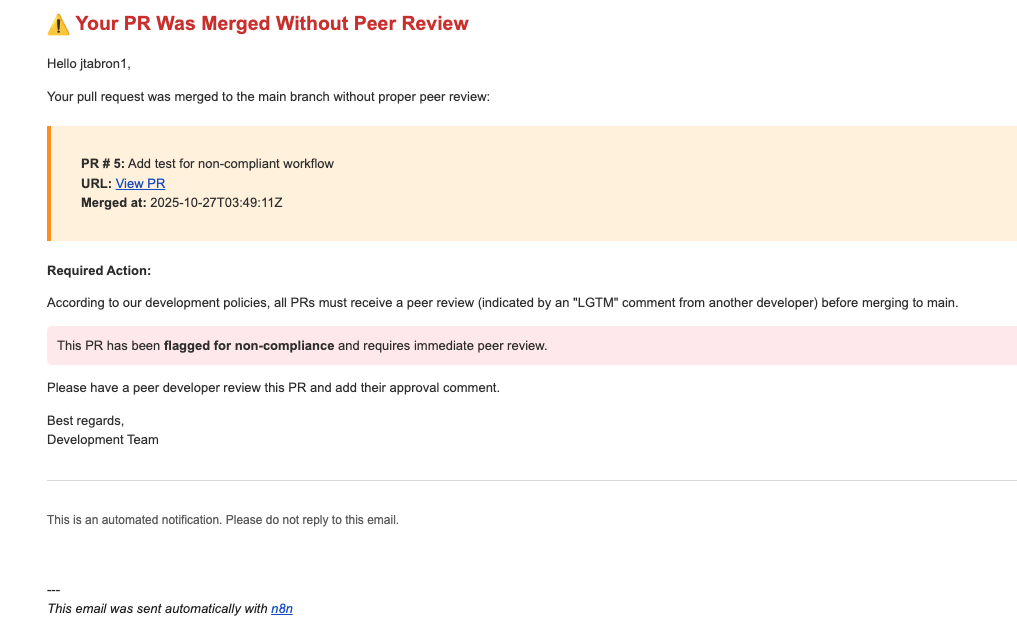 ⚠️ Your PR Was Merged Without Peer Review
Hello jtabron1,
Your pull request was merged to the main branch without proper peer review:
PR # 5: Add test for non-compliant workflow
URL: View PR
Merged at: 2025-10-27T03:49:11Z
Required Action:
According to our development policies, all PRs must receive a peer review (indicated by an "LGTM" comment from another developer) before merging to main.
This PR has been flagged for non-compliance and requires immediate peer review.
Please have a peer developer review this PR and add their approval comment.
Best regards,
Development Team
This is an automated notification. Please do not reply to this email.
---
This email was sent automatically with n8n